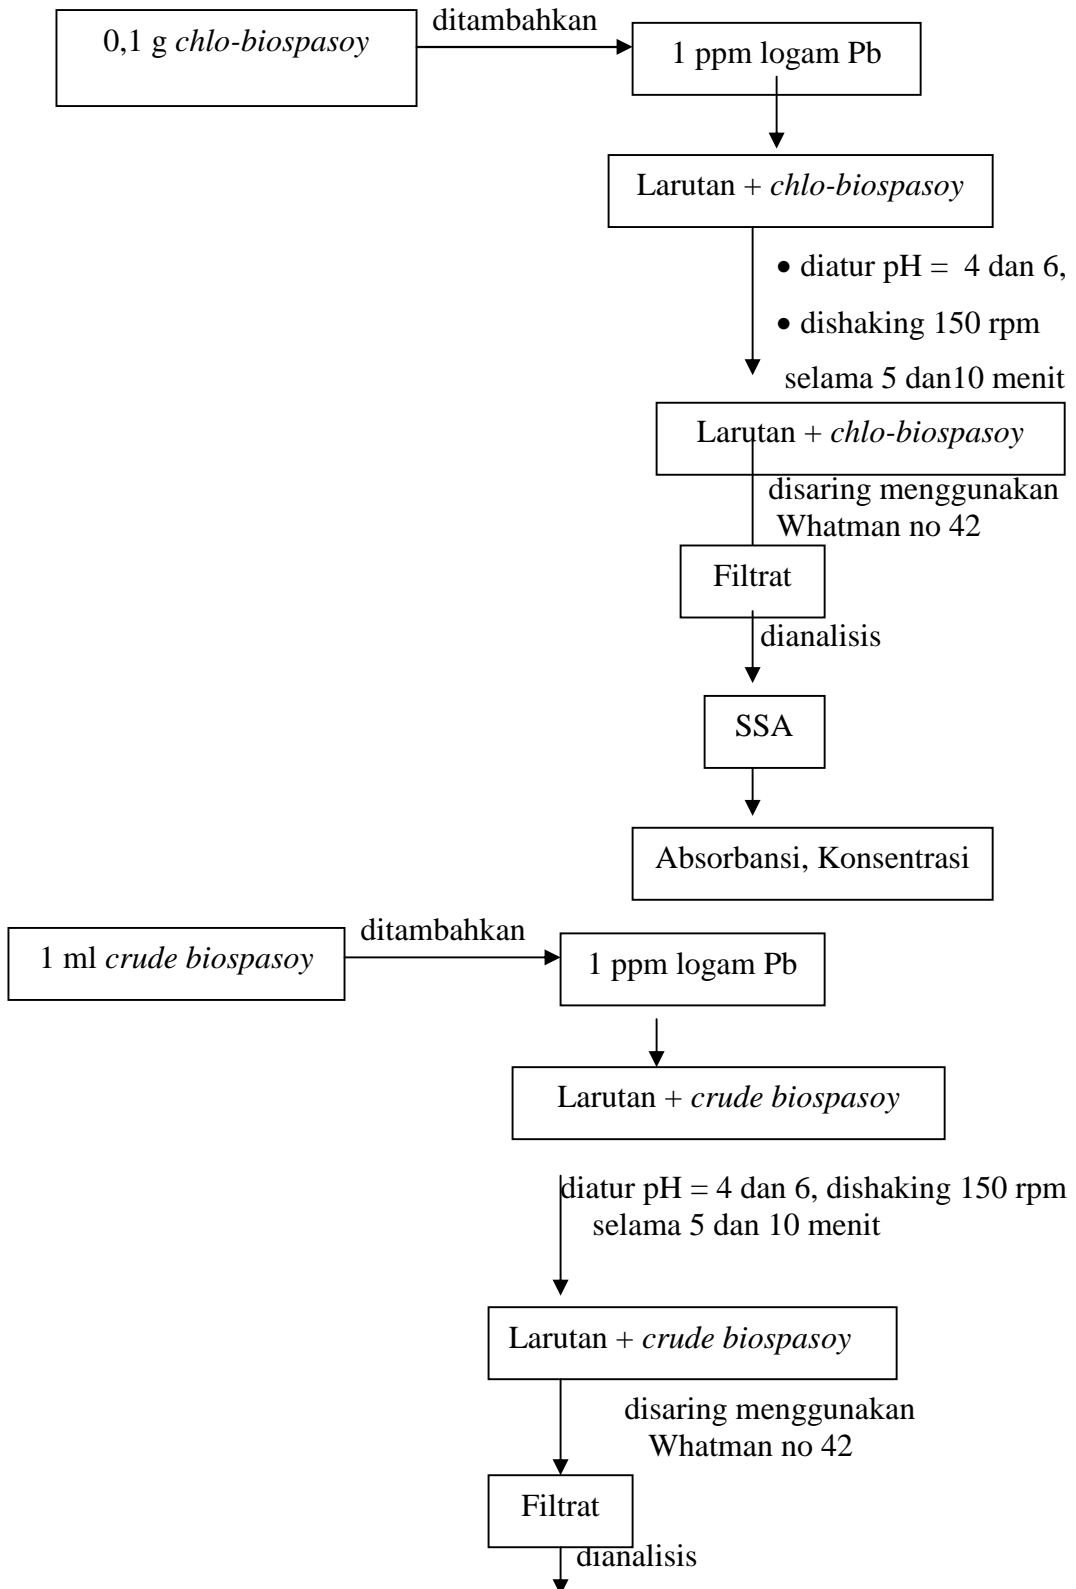 0,1 g chlo-biospasoy
ditambahkan
1 ppm logam Pb
Larutan + chlo-biospasoy
• diatur pH = 4 dan 6,
• dishaking 150 rpm
selama 5 dan10 menit
Larutan + chlo-biospasoy
disaring menggunakan
Whatman no 42
Filtrat
dianalisis
SSA
Absorbansi, Konsentrasi
1 ml crude biospasoy
ditambahkan
1 ppm logam Pb
Larutan + crude biospasoy
diatur pH = 4 dan 6, dishaking 150 rpm
selama 5 dan 10 menit
Larutan + crude biospasoy
disaring menggunakan
Whatman no 42
Filtrat
dianalisis